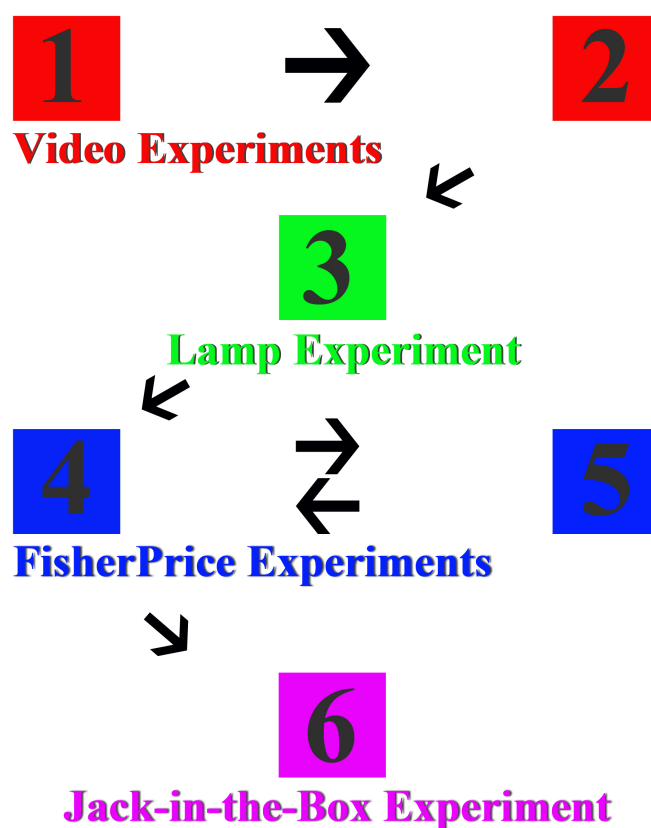 1 2
Video Experiments
3
Lamp Experiment
4 5
FisherPrice Experiments
6
Jack-in-the-Box Experiment